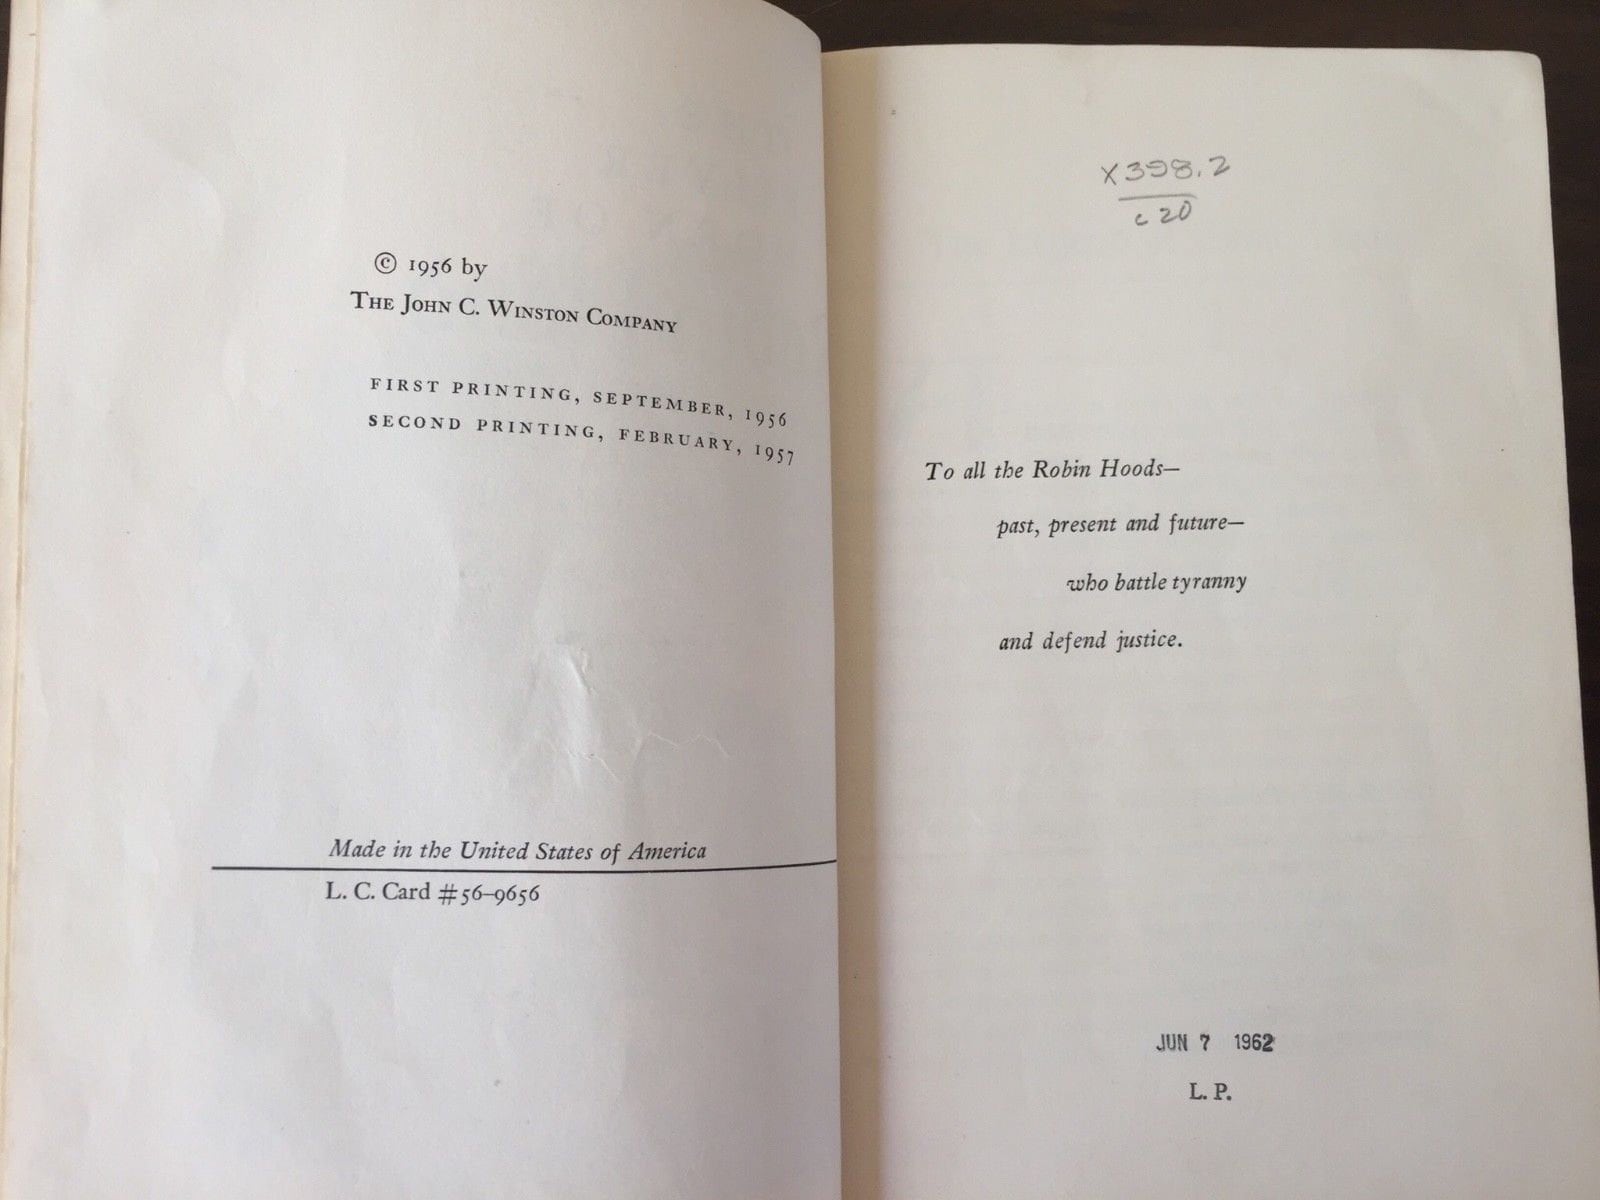 © 1956 by
The John C. Winston Company
FIRST PRINTING, SEPTEMBER, 1956
SECOND PRINTING, FEBRUARY, 1957
Made in the United States of America
L. C. Card #56–9656
X398.2
c20
To all the Robin Hoods—
past, present and future—
who battle tyranny
and defend justice.
JUN 7 1962
L. P.